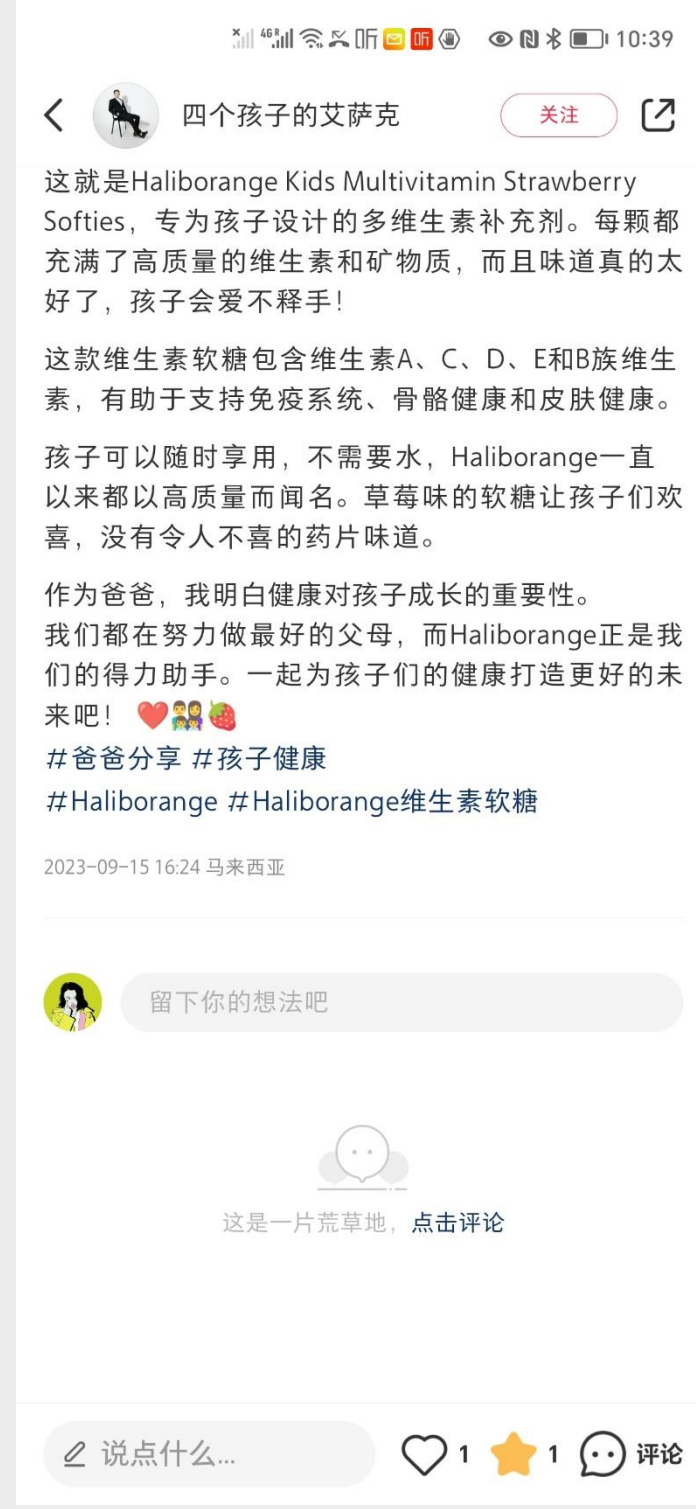 4G R 听 听 10:39
四个孩子的艾萨克
关注
这就是Haliborange Kids Multivitamin Strawberry
Softies，专为孩子设计的多维生素补充剂。每颗都
充满了高质量的维生素和矿物质，而且味道真的太
好了，孩子会爱不释手！
这款维生素软糖包含维生素A、C、D、E和B族维生
素，有助于支持免疫系统、骨骼健康和皮肤健康。
孩子可以随时享用，不需要水，Haliborange一直
以来都以高质量而闻名。草莓味的软糖让孩子们欢
喜，没有令人不喜的药片味道。
作为爸爸，我明白健康对孩子成长的重要性。
我们都在努力做最好的父母，而Haliborange正是我
们的得力助手。一起为孩子们的健康打造更好的未
来吧！ ❤️👨‍👩‍👧‍👦🍓
#爸爸分享 #孩子健康
#Haliborange #Haliborange维生素软糖
2023-09-15 16:24 马来西亚
留下你的想法吧
这是一片荒草地，点击评论
说点什么... 1 1 评论